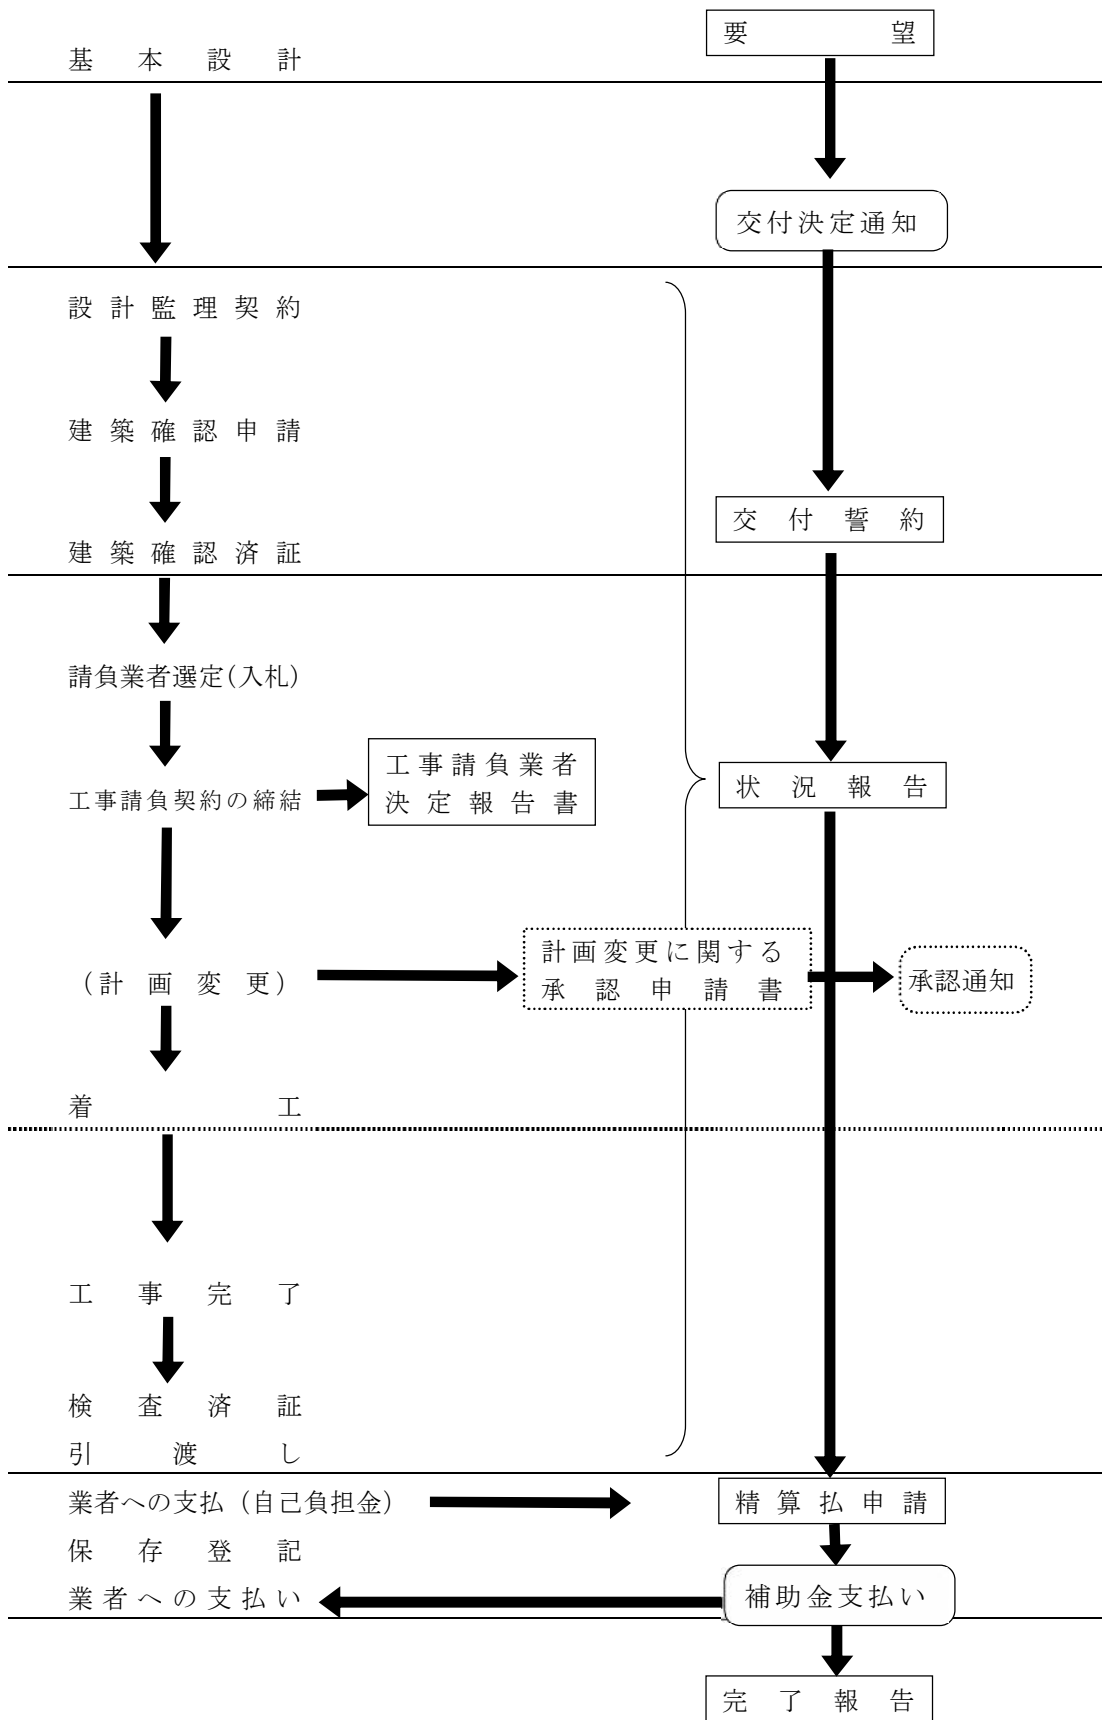 要望
基本設計
交付決定通知
設計監理契約
建築確認申請
交付誓約
建築確認済証
請負業者選定(入札)
工事請負業者
決定報告書
工事請負契約の締結
状況報告
計画変更に関する
承認申請書
(計画変更)
承認通知
着工
工事完了
検査済証
引渡し
業者への支払(自己負担金)
精算払申請
保存登記
業者への支払い
補助金支払い
完了報告